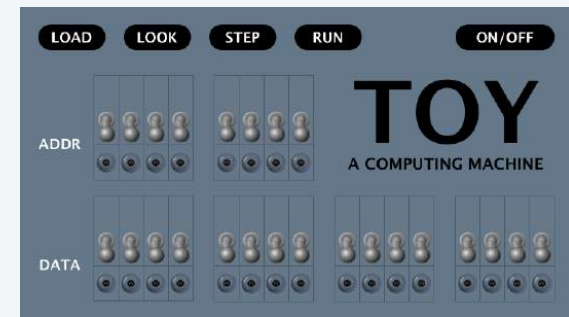 LOAD LOOK STEP RUN ON/OFF
TOY
ADDR
A COMPUTING MACHINE
DATA